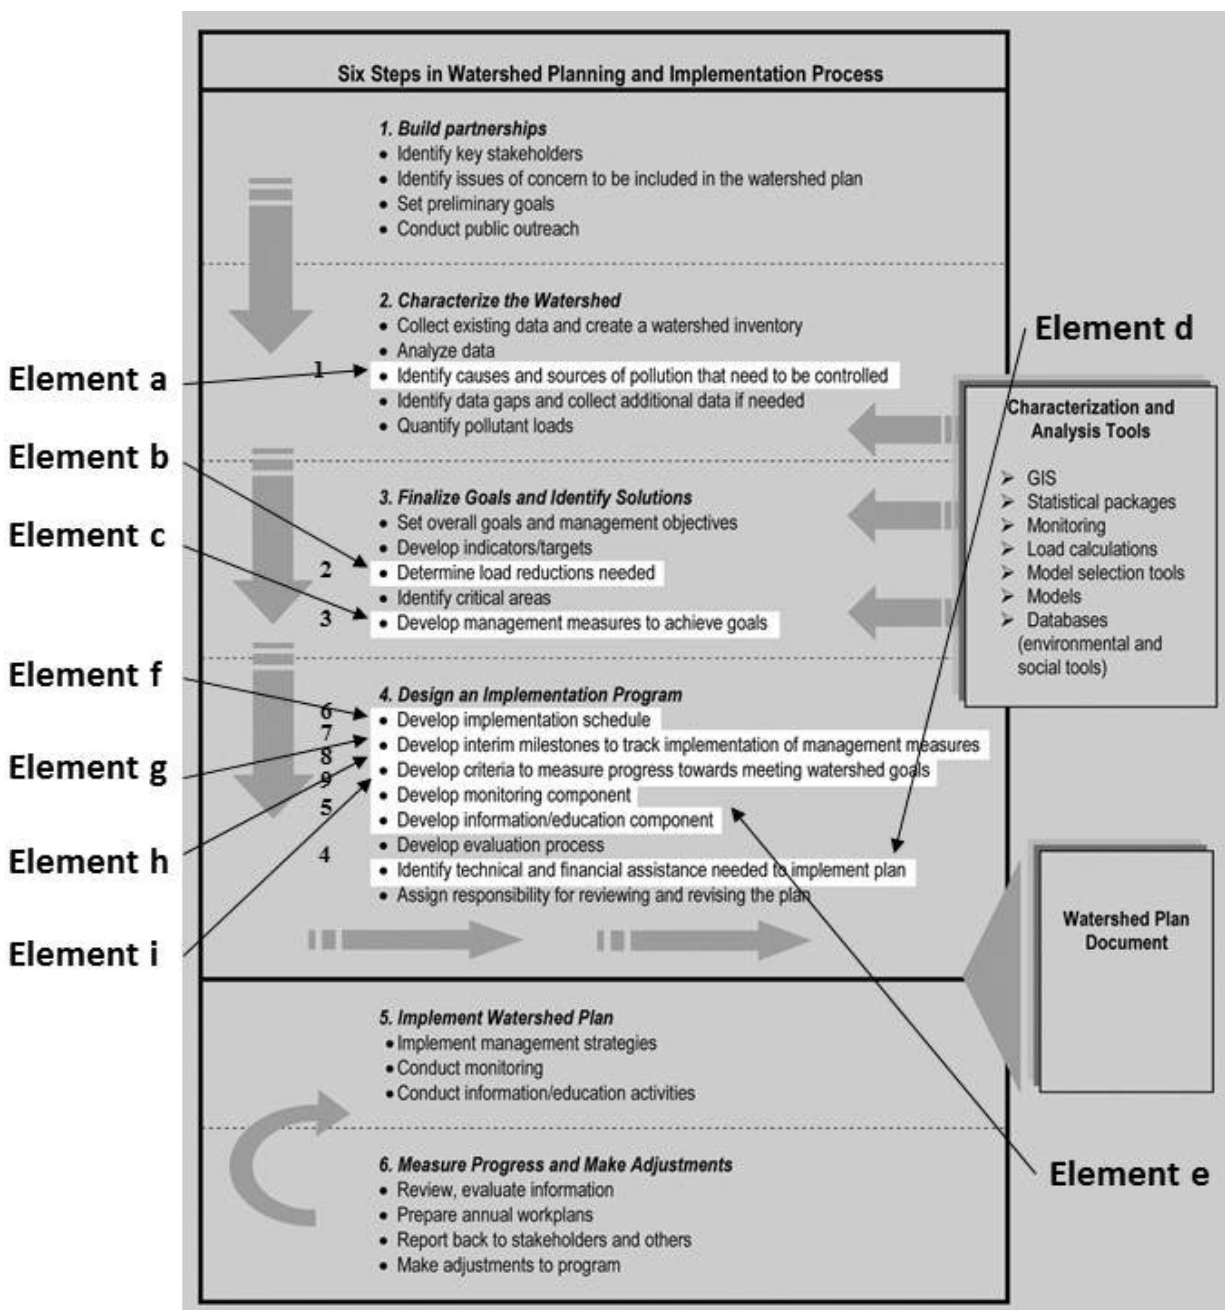 Six Steps in Watershed Planning and Implementation Process
1. Build partnerships
• Identify key stakeholders
• Identify issues of concern to be included in the watershed plan
• Set preliminary goals
• Conduct public outreach
2. Characterize the Watershed
• Collect existing data and create a watershed inventory
• Analyze data
Element a
1
• Identify causes and sources of pollution that need to be controlled
• Identify data gaps and collect additional data if needed
• Quantify pollutant loads
Element d
Characterization and
Analysis Tools
➢ GIS
➢ Statistical packages
➢ Monitoring
➢ Load calculations
➢ Model selection tools
➢ Models
➢ Databases
(environmental and
social tools)
Element b
Element c
3. Finalize Goals and Identify Solutions
• Set overall goals and management objectives
• Develop indicators/targets
2
• Determine load reductions needed
• Identify critical areas
3
• Develop management measures to achieve goals
Element f
Element g
Element h
Element i
4. Design an Implementation Program
6
• Develop implementation schedule
7
• Develop interim milestones to track implementation of management measures
8
• Develop criteria to measure progress towards meeting watershed goals
9
• Develop monitoring component
5
• Develop information/education component
• Develop evaluation process
4
• Identify technical and financial assistance needed to implement plan
• Assign responsibility for reviewing and revising the plan
Watershed Plan
Document
5. Implement Watershed Plan
• Implement management strategies
• Conduct monitoring
• Conduct information/education activities
Element e
6. Measure Progress and Make Adjustments
• Review, evaluate information
• Prepare annual workplans
• Report back to stakeholders and others
• Make adjustments to program